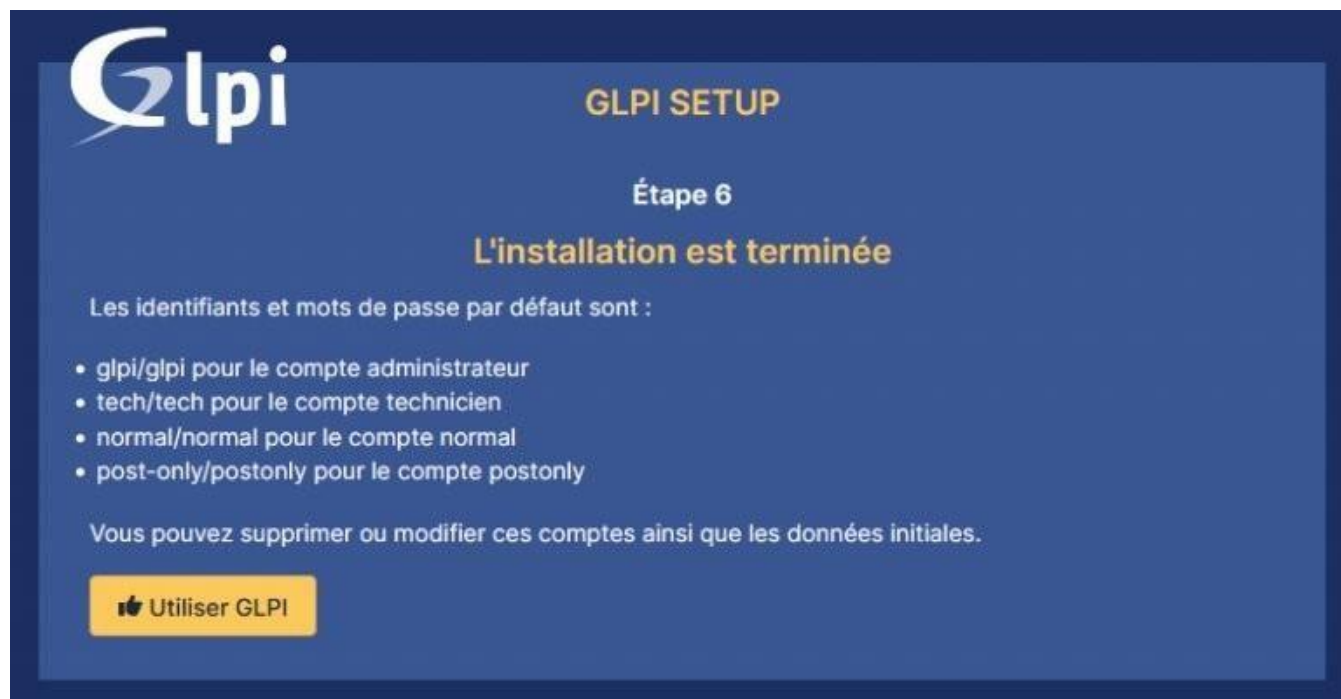 Glpi
GLPI SETUP
Étape 6
L'installation est terminée
Les identifiants et mots de passe par défaut sont :
• glpi/glpi pour le compte administrateur
• tech/tech pour le compte technicien
• normal/normal pour le compte normal
• post-only/postonly pour le compte postonly
Vous pouvez supprimer ou modifier ces comptes ainsi que les données initiales.
Utiliser GLPI